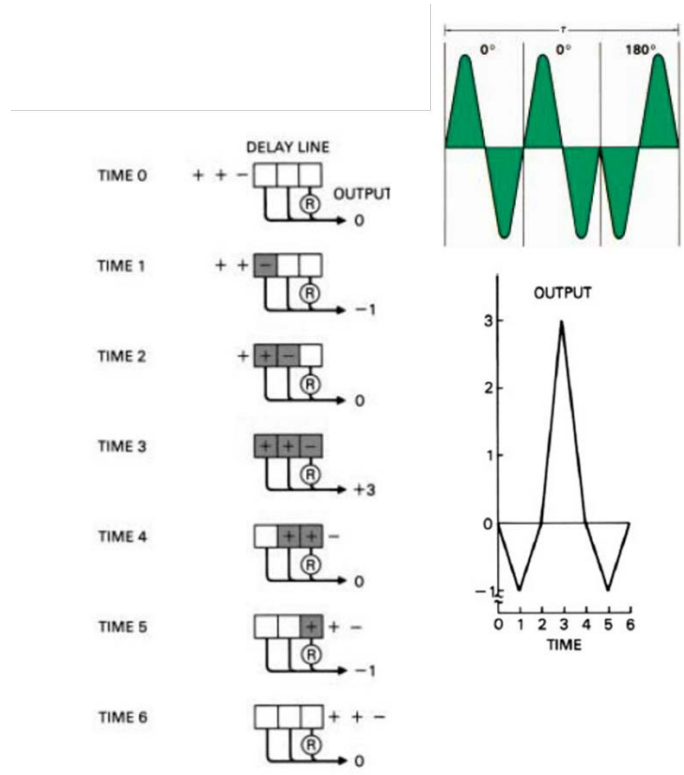 τ
0° 0° 180°
DELAY LINE
TIME 0 + + −
OUTPUT
R
0
TIME 1 + + −
R
−1
TIME 2 + + −
R
0
TIME 3 + + −
R
+3
TIME 4 + + −
R
0
TIME 5 + + −
R
−1
TIME 6 + + −
R
0
OUTPUT
3
2
1
0
−1
0 1 2 3 4 5 6
TIME